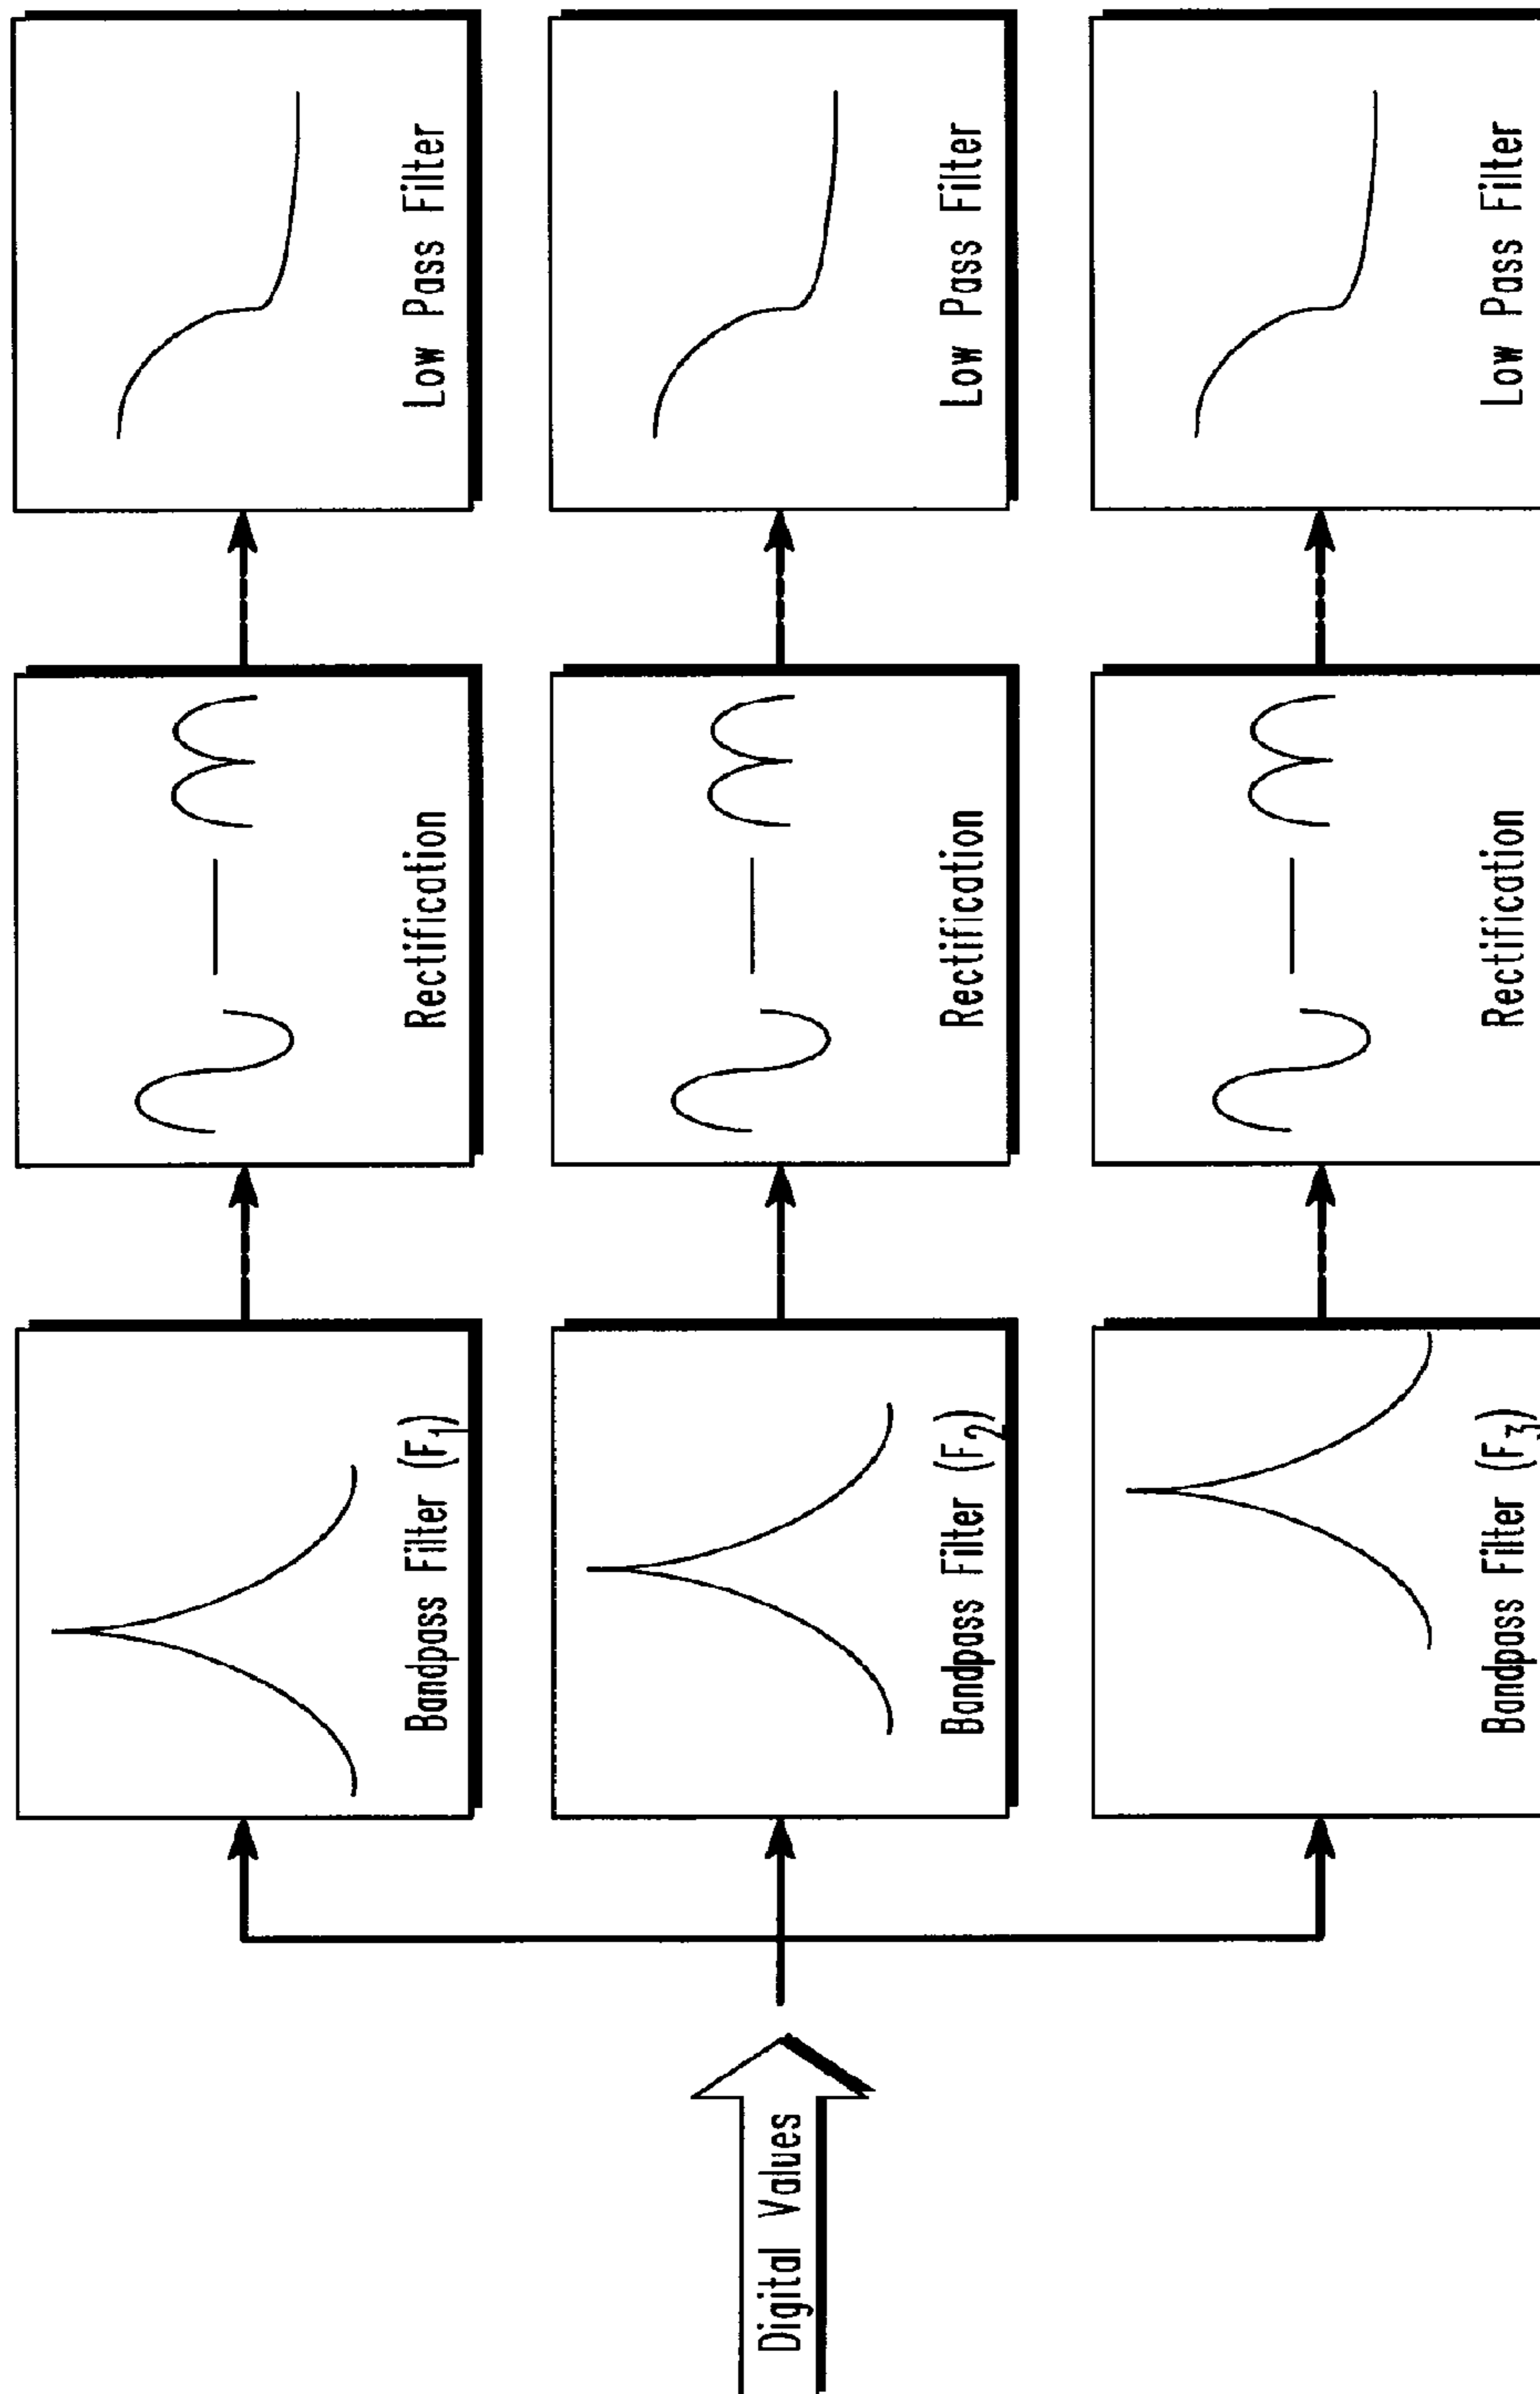 Digital Values
Bandpass Filter (F1)
Rectification
Low Pass Filter
Bandpass Filter (F2)
Rectification
Low Pass Filter
Bandpass Filter (F3)
Rectification
Low Pass Filter